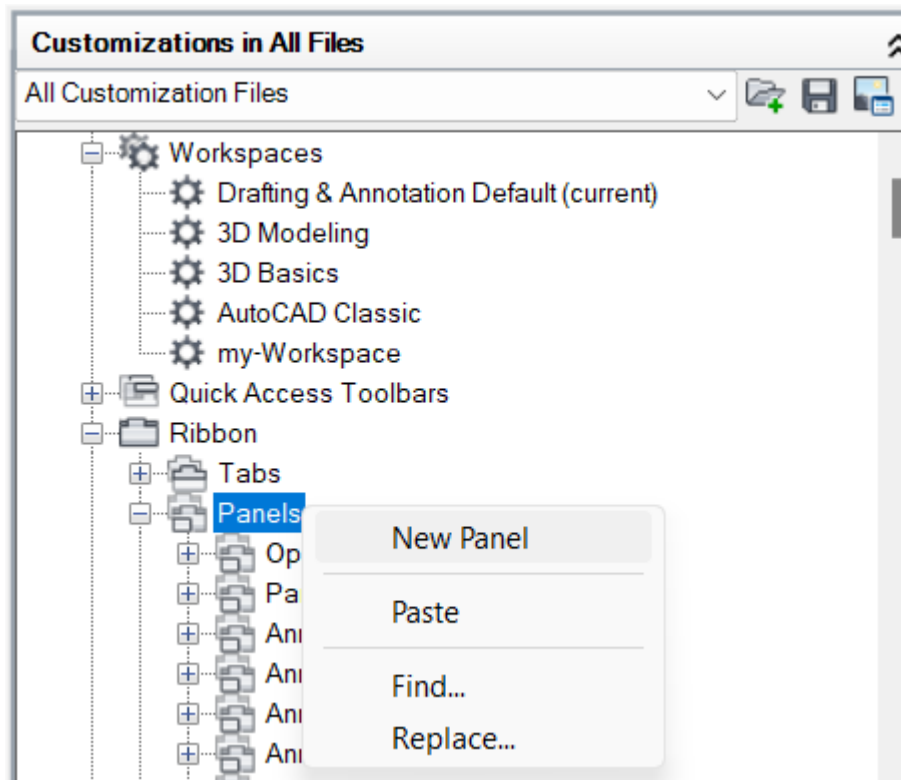 Customizations in All Files
All Customization Files
Workspaces
Drafting & Annotation Default (current)
3D Modeling
3D Basics
AutoCAD Classic
my-Workspace
Quick Access Toolbars
Ribbon
Tabs
Panels
New Panel
Paste
Find...
Replace...